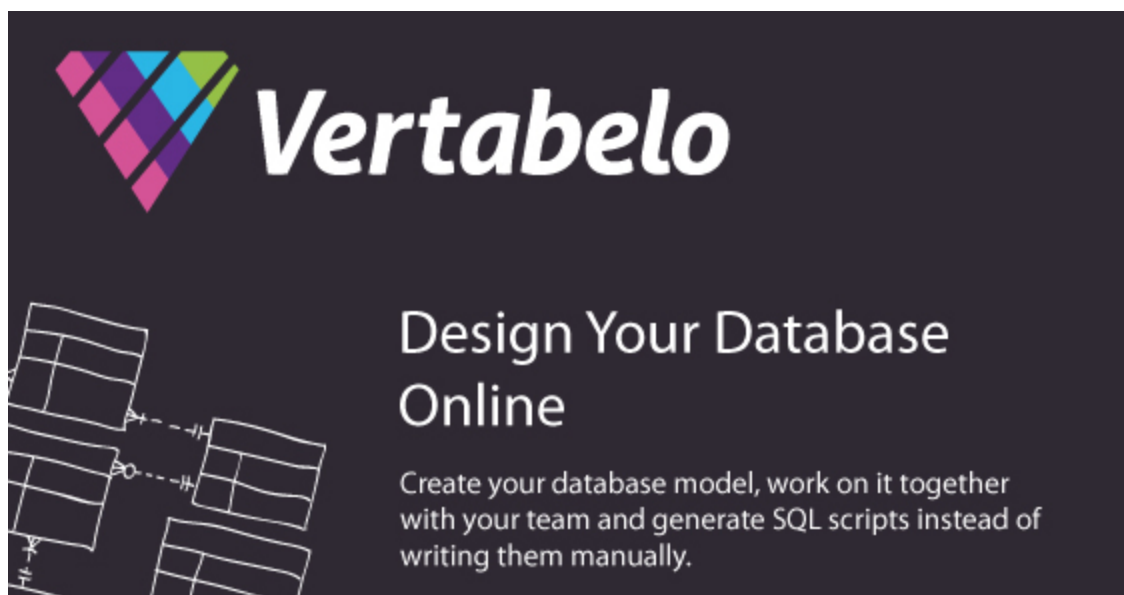 Vertabelo
Design Your Database
Online
Create your database model, work on it together
with your team and generate SQL scripts instead of
writing them manually.